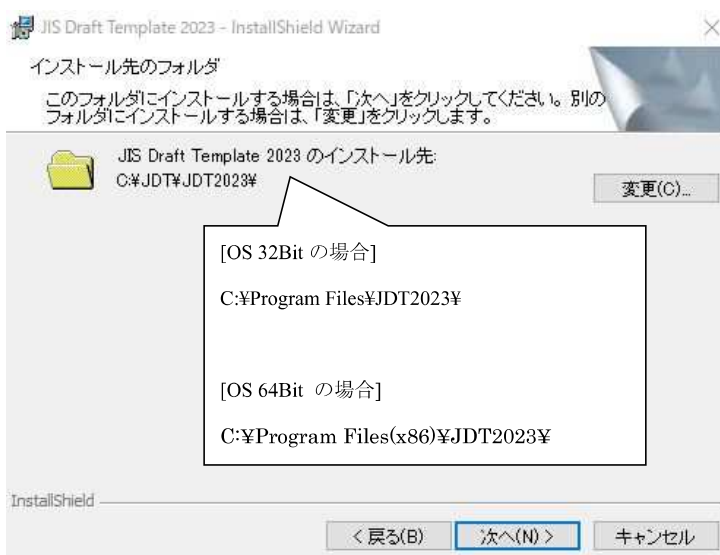 JIS Draft Template 2023 - InstallShield Wizard
インストール先のフォルダ
このフォルダにインストールする場合は、「次へ」をクリックしてください。別の
フォルダにインストールする場合は、「変更」をクリックします。
JIS Draft Template 2023 のインストール先:
C:¥JDT¥JDT2023¥
変更(C)...
[OS 32Bit の場合]
C:¥Program Files¥JDT2023¥
[OS 64Bit の場合]
C:¥Program Files(x86)¥JDT2023¥
InstallShield
< 戻る(B)
次へ(N) >
キャンセル